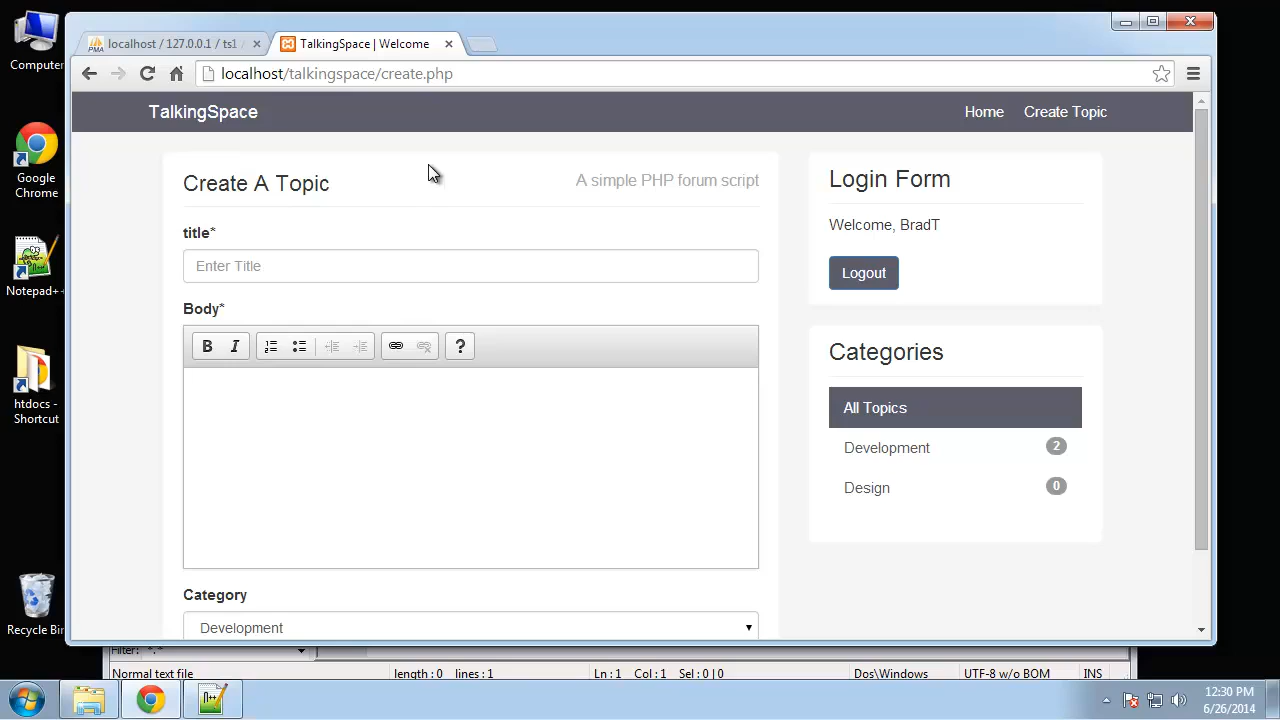 Computer
Google
Chrome
Notepad++
htdocs -
Shortcut
Recycle Bin
localhost / 127.0.0.1 / ts1 /
TalkingSpace | Welcome
localhost/talkingspace/create.php
TalkingSpace
Home
Create Topic
Create A Topic
A simple PHP forum script
title*
Enter Title
Body*
B I
?
Category
Development
Login Form
Welcome, BradT
Logout
Categories
All Topics
Development 2
Design 0
Filter: *.*
Normal text file
length : 0 lines : 1
Ln : 1 Col : 1 Sel : 0 | 0
Dos\Windows
UTF-8 w/o BOM
INS
12:30 PM
6/26/2014